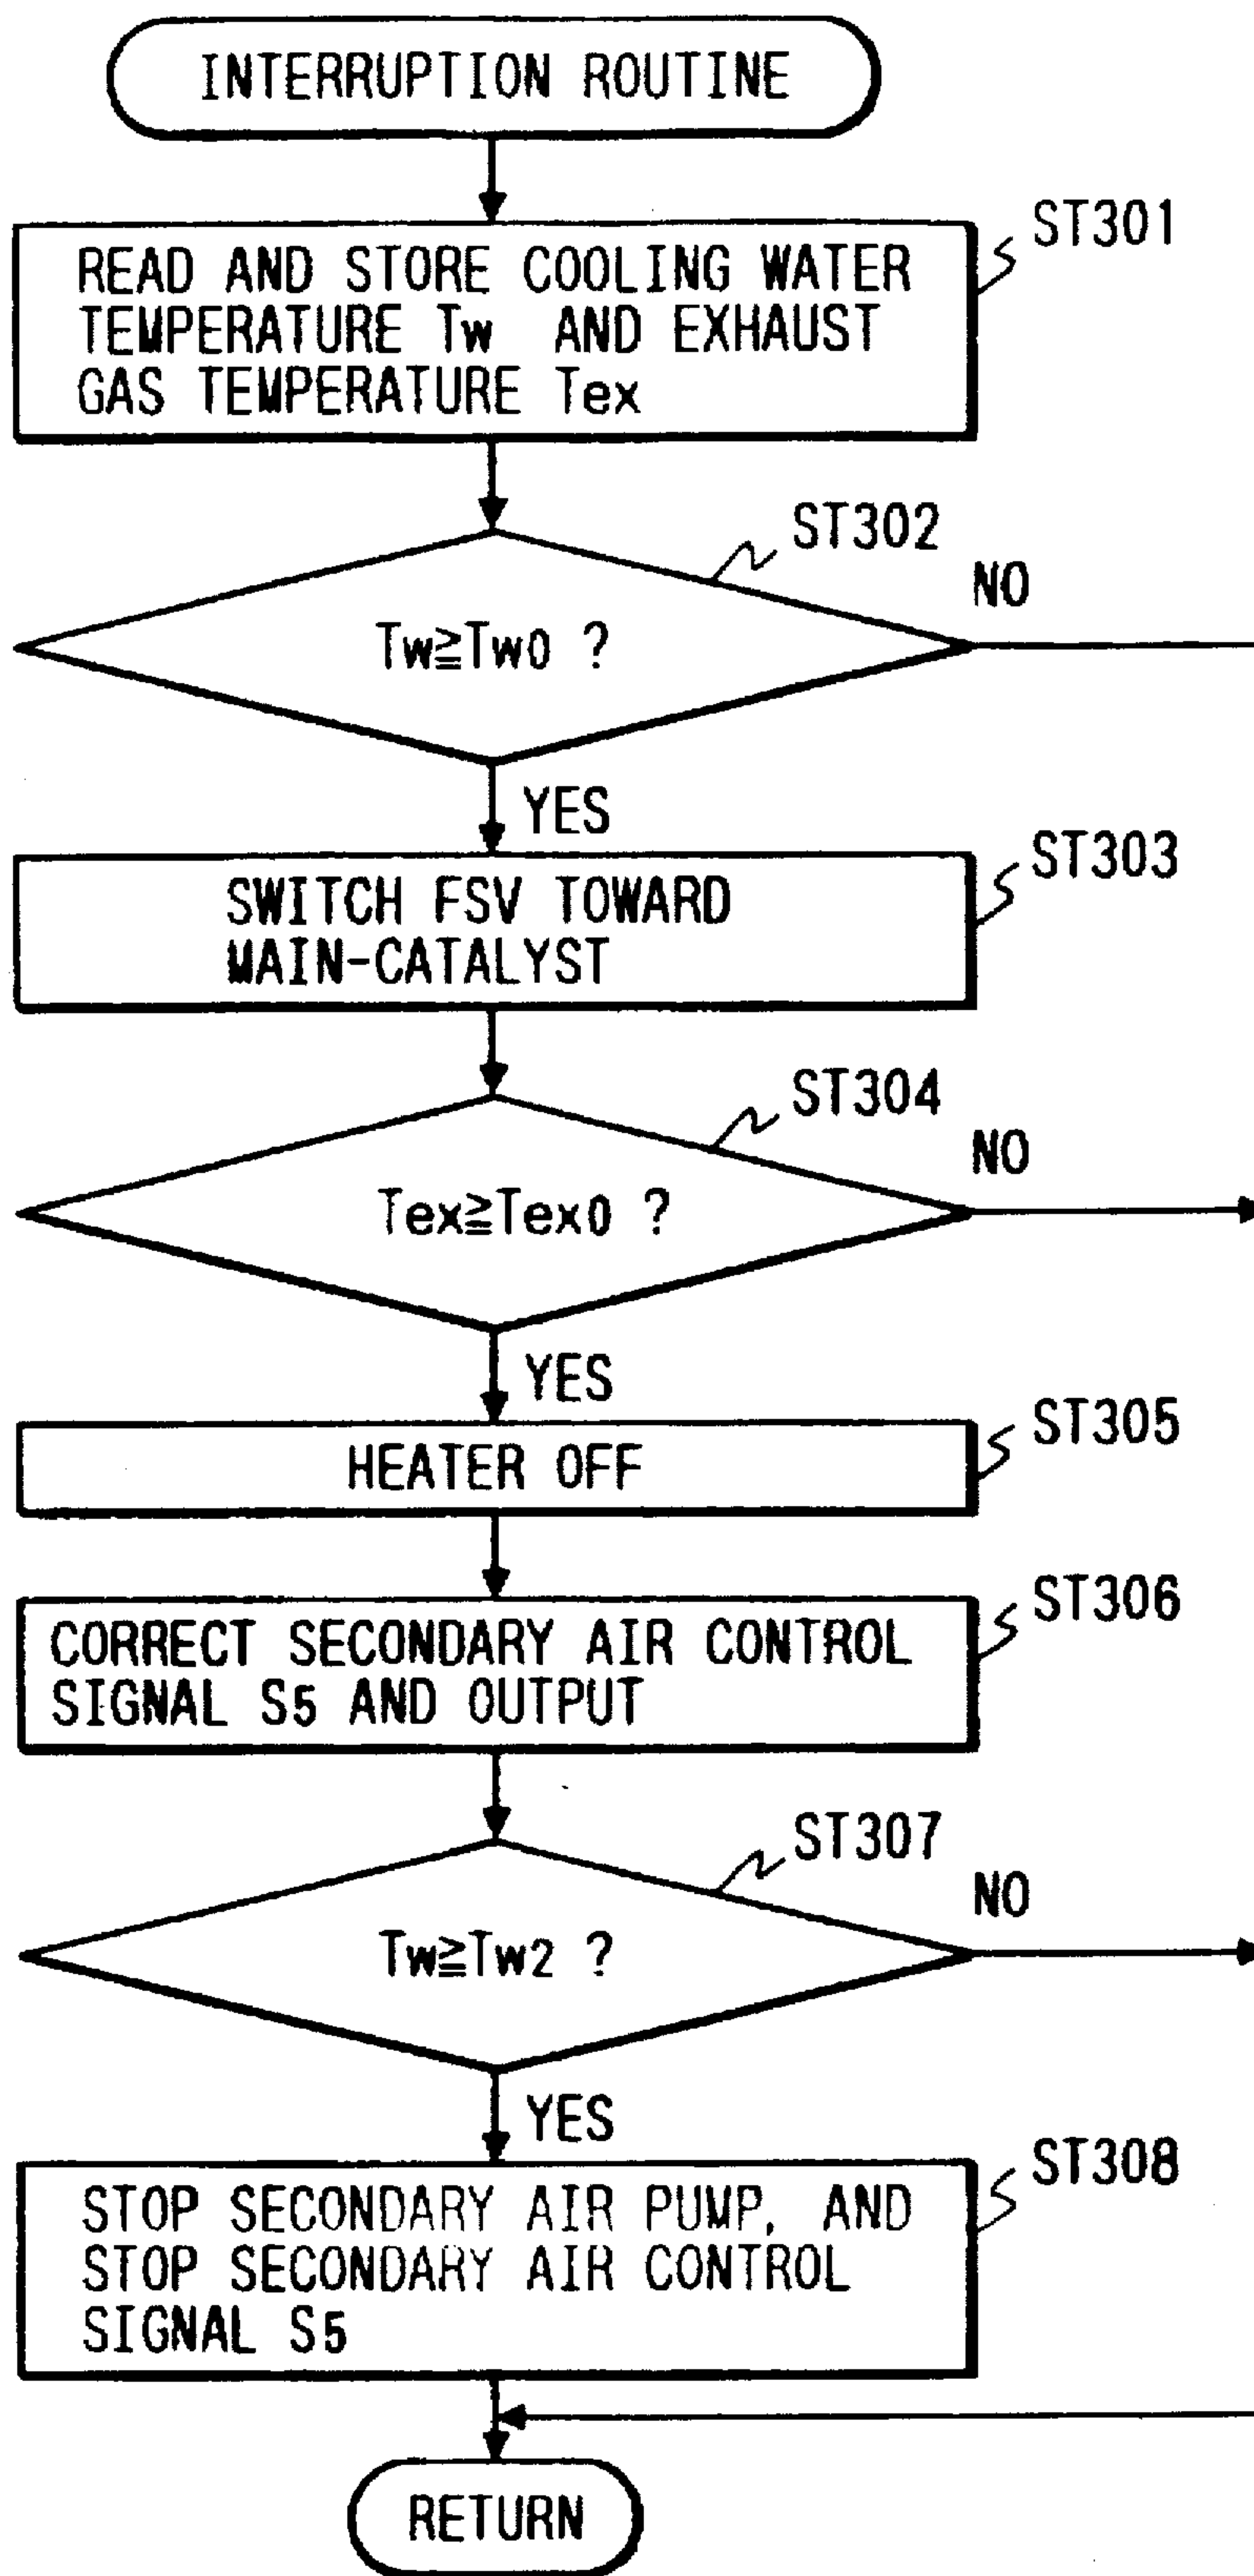 INTERRUPTION ROUTINE
ST301
READ AND STORE COOLING WATER
TEMPERATURE Tw AND EXHAUST
GAS TEMPERATURE Tex
ST302
NO
Tw≧Tw0 ?
YES
ST303
SWITCH FSV TOWARD
MAIN-CATALYST
ST304
NO
Tex≧Tex0 ?
YES
ST305
HEATER OFF
ST306
CORRECT SECONDARY AIR CONTROL
SIGNAL S5 AND OUTPUT
ST307
NO
Tw≧Tw2 ?
YES
ST308
STOP SECONDARY AIR PUMP, AND
STOP SECONDARY AIR CONTROL
SIGNAL S5
RETURN